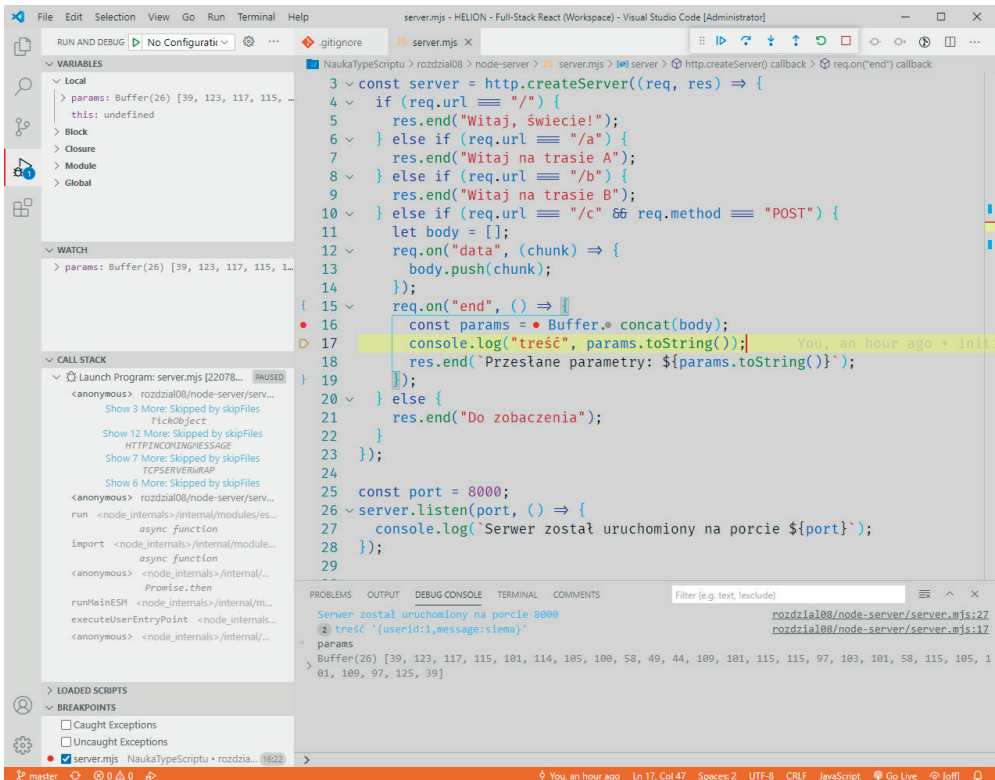 File Edit Selection View Go Run Terminal Help server.mjs - HELION - Full-Stack React (Workspace) - Visual Studio Code [Administrator]
RUN AND DEBUG No Configuratic
.gitignore JS server.mjs
NaukaTypeScriptu > rozdzial08 > node-server > JS server.mjs > server > http.createServer() callback > req.on("end") callback
VARIABLES
Local
> params: Buffer(26) [39, 123, 117, 115, …
this: undefined
> Block
> Closure
> Module
> Global
WATCH
> params: Buffer(26) [39, 123, 117, 115, 1…
CALL STACK
Launch Program: server.mjs [22078... PAUSED
<anonymous> rozdzial08/node-server/serv...
Show 3 More: Skipped by skipFiles
TickObject
Show 12 More: Skipped by skipFiles
HTTPINCOMINGMESSAGE
Show 7 More: Skipped by skipFiles
TCPSERVERWRAP
Show 6 More: Skipped by skipFiles
<anonymous> rozdzial08/node-server/serv...
run <node_internals>/internal/modules/es...
async function
import <node_internals>/internal/module...
async function
<anonymous> <node_internals>/internal/...
Promise.then
runMainESM <node_internals>/internal/m...
executeUserEntryPoint <node_internals...
<anonymous> <node_internals>/internal/...
> LOADED SCRIPTS
BREAKPOINTS
Caught Exceptions
Uncaught Exceptions
server.mjs NaukaTypeScriptu • rozdzia... 16:22
3 const server = http.createServer((req, res) ⇒ {
4 if (req.url === "/") {
5 res.end("Witaj, świecie!");
6 } else if (req.url === "/a") {
7 res.end("Witaj na trasie A");
8 } else if (req.url === "/b") {
9 res.end("Witaj na trasie B");
10 } else if (req.url === "/c" && req.method === "POST") {
11 let body = [];
12 req.on("data", (chunk) ⇒ {
13 body.push(chunk);
14 });
15 req.on("end", () ⇒ {
16 const params = Buffer. concat(body);
17 console.log("treść", params.toString()); You, an hour ago • init
18 res.end(`Przesłane parametry: ${params.toString()}`);
19 });
20 } else {
21 res.end("Do zobaczenia");
22 }
23 });
24
25 const port = 8000;
26 server.listen(port, () ⇒ {
27 console.log(`Serwer został uruchomiony na porcie ${port}`);
28 });
29
PROBLEMS OUTPUT DEBUG CONSOLE TERMINAL COMMENTS Filter (e.g. text, !exclude)
Serwer został uruchomiony na porcie 8000 rozdzial08/node-server/server.mjs:27
2 treść '{userid:1,message:siema}' rozdzial08/node-server/server.mjs:17
params
> Buffer(26) [39, 123, 117, 115, 101, 114, 105, 100, 58, 49, 44, 109, 101, 115, 115, 97, 103, 101, 58, 115, 105, 1
01, 109, 97, 125, 39]
>
master 0 0 You, an hour ago Ln 17, Col 47 Spaces: 2 UTF-8 CRLF JavaScript Go Live [off]